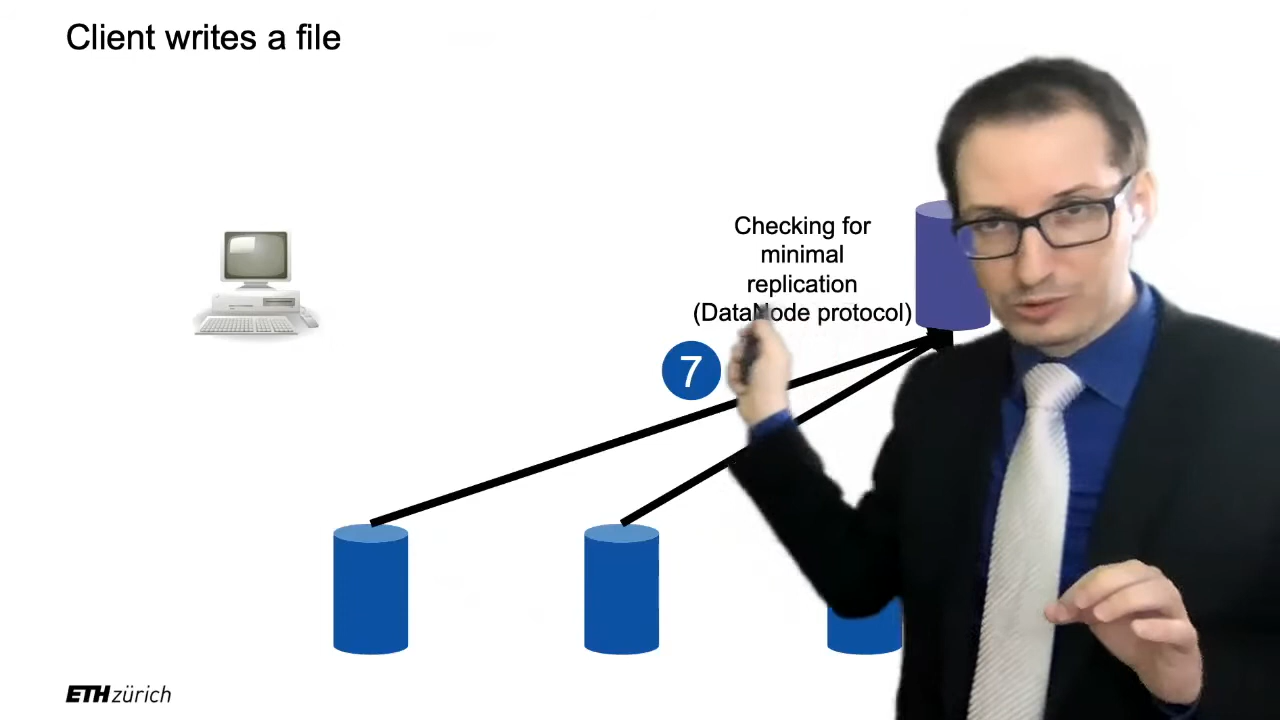 Client writes a file
Checking for
minimal
replication
(DataNode protocol)
7
ETH zürich